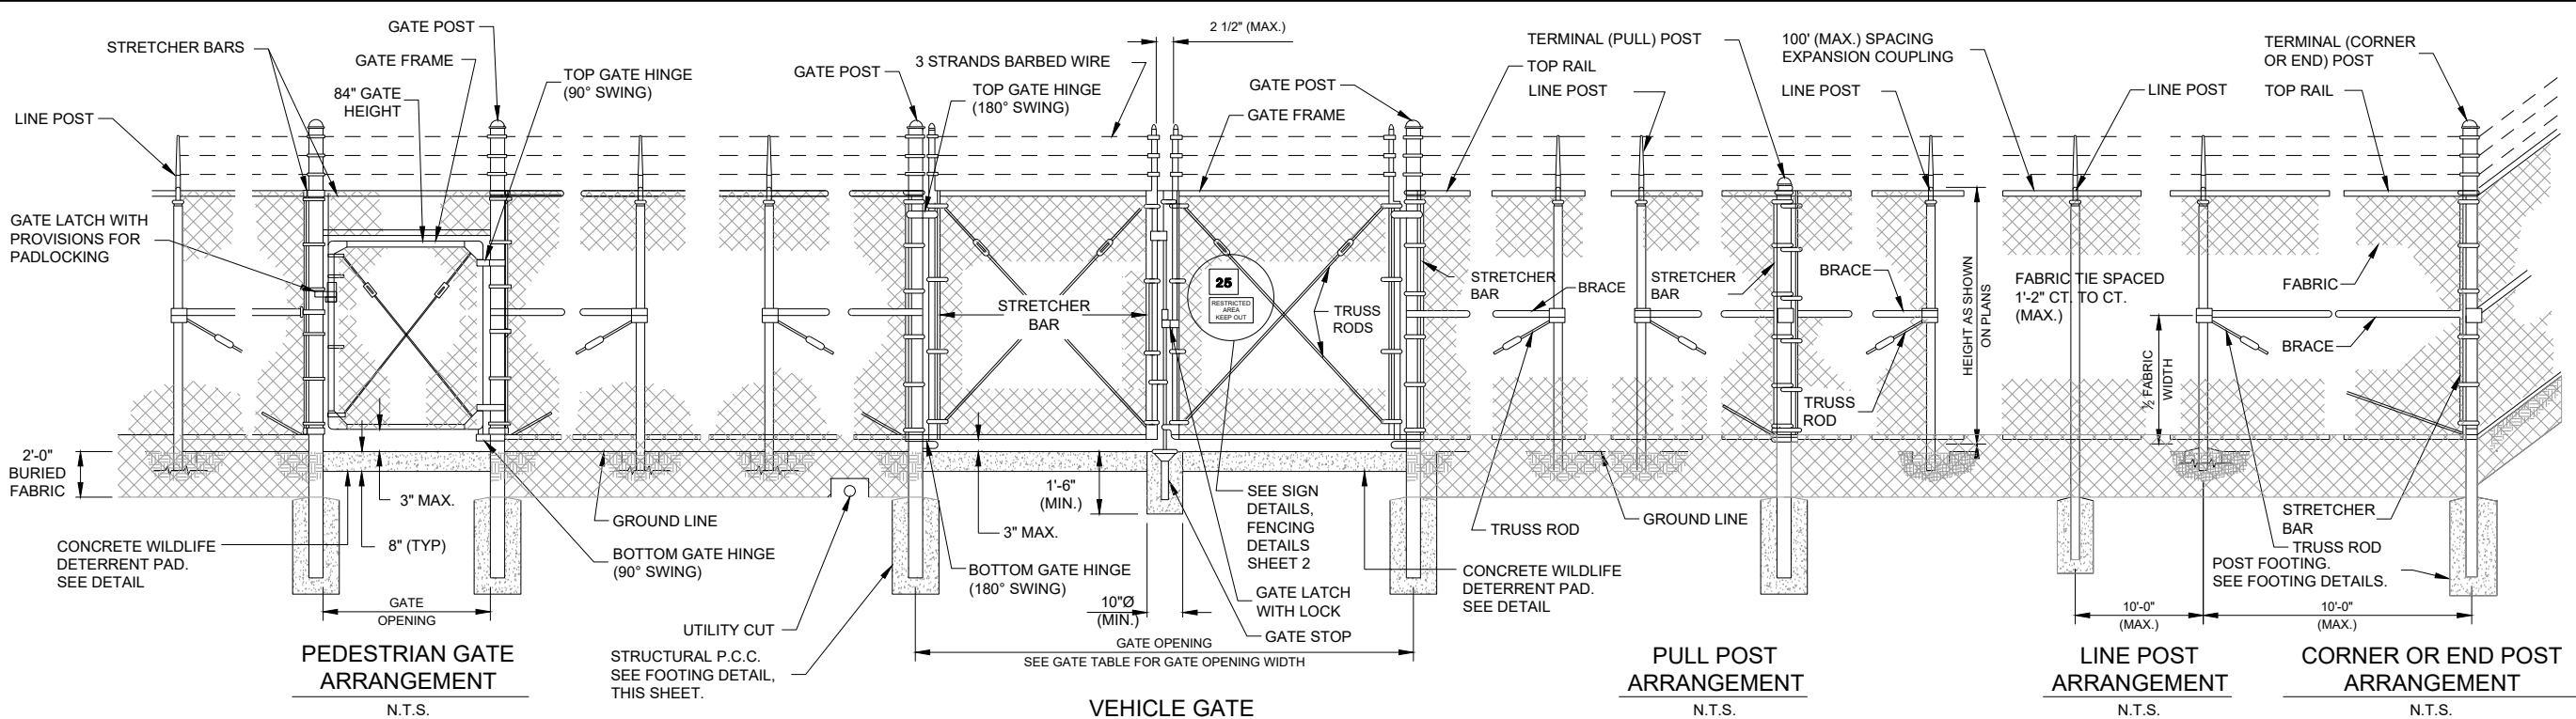 GATE POST
STRETCHER BARS
GATE FRAME
TOP GATE HINGE
(90° SWING)
84" GATE
HEIGHT
LINE POST
GATE LATCH WITH
PROVISIONS FOR
PADLOCKING
2'-0"
BURIED
FABRIC
3" MAX.
8" (TYP)
CONCRETE WILDLIFE
DETERRENT PAD.
SEE DETAIL
GATE
OPENING
GROUND LINE
BOTTOM GATE HINGE
(90° SWING)
PEDESTRIAN GATE
ARRANGEMENT
N.T.S.
2 1/2" (MAX.)
3 STRANDS BARBED WIRE
GATE POST
TOP GATE HINGE
(180° SWING)
GATE POST
GATE FRAME
STRETCHER
BAR
25
RESTRICTED
AREA
KEEP OUT
TRUSS
RODS
STRETCHER
BAR
1'-6"
(MIN.)
3" MAX.
BOTTOM GATE HINGE
(180° SWING)
10"Ø
(MIN.)
SEE SIGN
DETAILS,
FENCING
DETAILS
SHEET 2
GATE LATCH
WITH LOCK
GATE STOP
UTILITY CUT
STRUCTURAL P.C.C.
SEE FOOTING DETAIL,
THIS SHEET.
GATE OPENING
SEE GATE TABLE FOR GATE OPENING WIDTH
VEHICLE GATE
TERMINAL (PULL) POST
TOP RAIL
LINE POST
BRACE
STRETCHER
BAR
TRUSS ROD
GROUND LINE
CONCRETE WILDLIFE
DETERRENT PAD.
SEE DETAIL
100' (MAX.) SPACING
EXPANSION COUPLING
LINE POST
BRACE
TRUSS
ROD
HEIGHT AS SHOWN
ON PLANS
PULL POST
ARRANGEMENT
N.T.S.
LINE POST
FABRIC TIE SPACED
1'-2" CT. TO CT.
(MAX.)
½ FABRIC
WIDTH
10'-0"
(MAX.)
LINE POST
ARRANGEMENT
N.T.S.
TERMINAL (CORNER
OR END) POST
TOP RAIL
FABRIC
BRACE
STRETCHER
BAR
TRUSS ROD
POST FOOTING.
SEE FOOTING DETAILS.
10'-0"
(MAX.)
CORNER OR END POST
ARRANGEMENT
N.T.S.